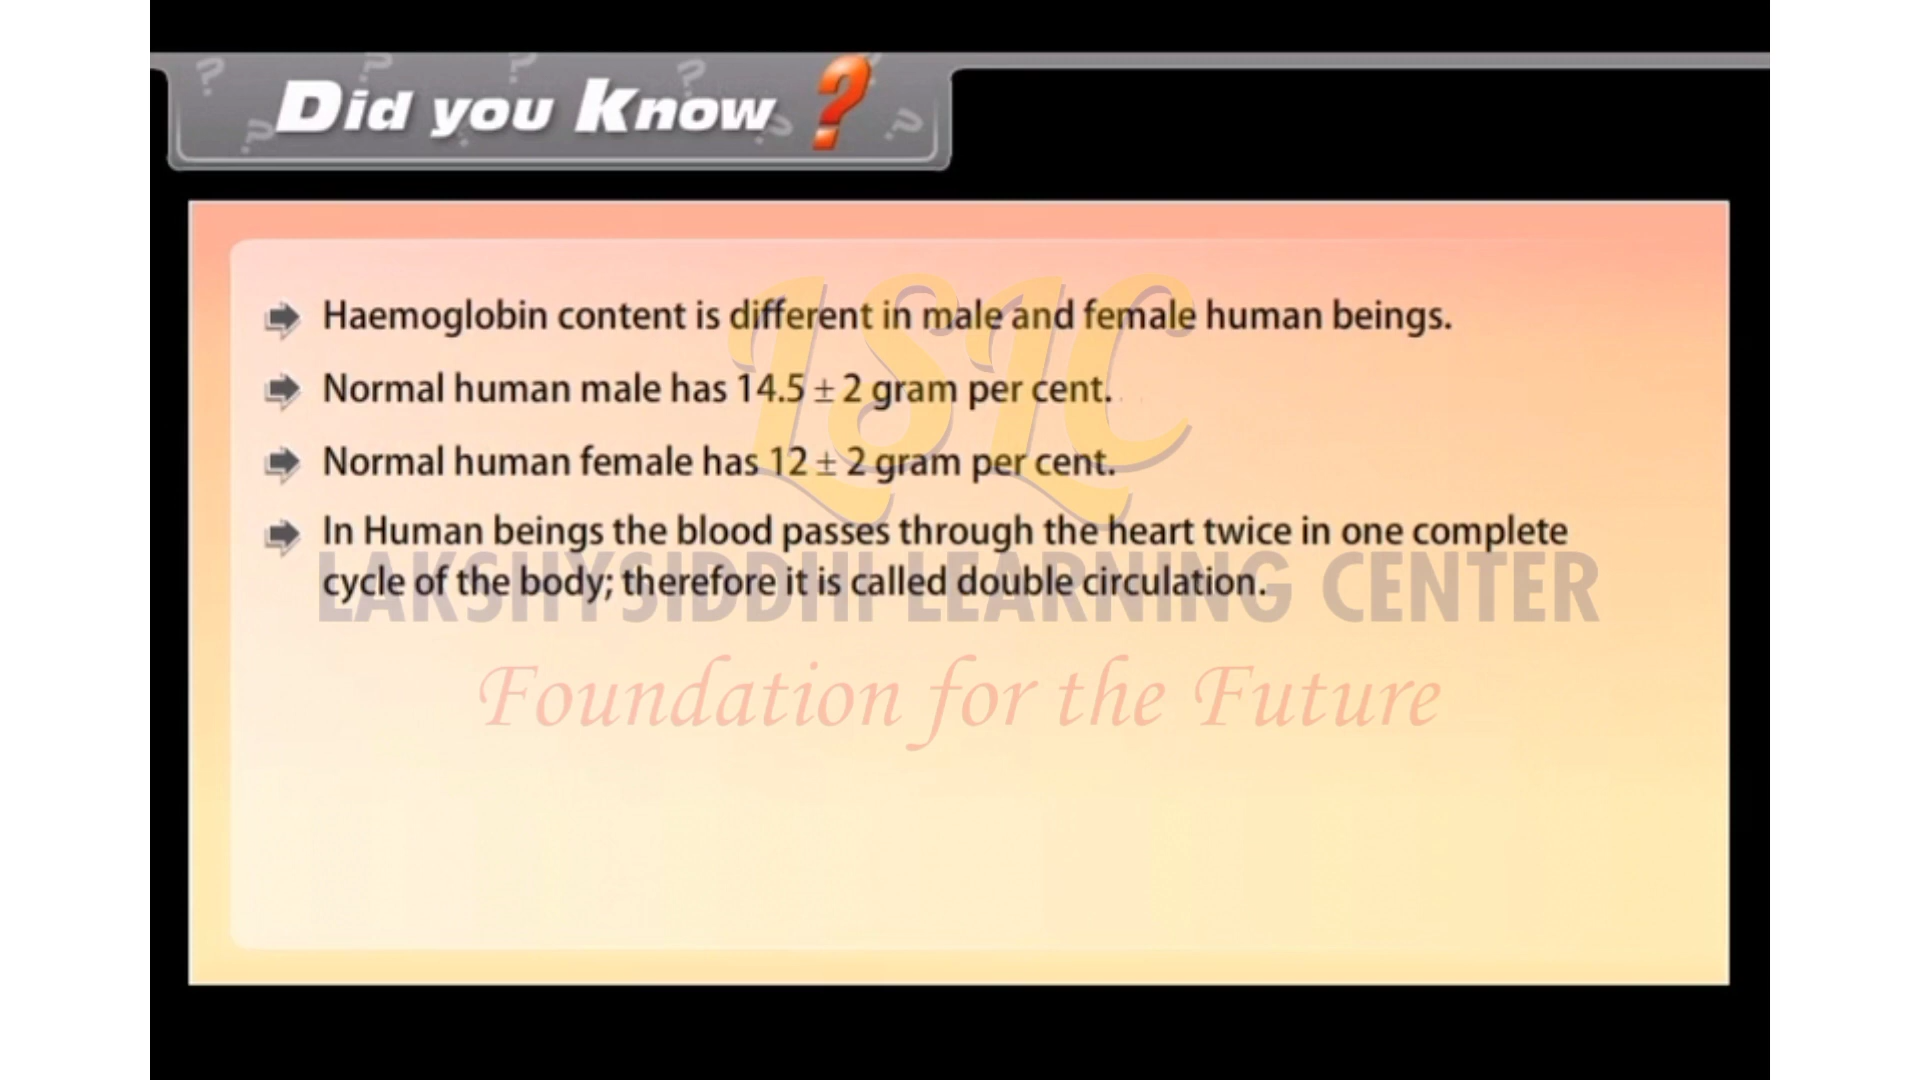 Did you Know ?
Haemoglobin content is different in male and female human beings.
Normal human male has 14.5 ± 2 gram per cent.
Normal human female has 12 ± 2 gram per cent.
In Human beings the blood passes through the heart twice in one complete
cycle of the body; therefore it is called double circulation.
LSLC
LAKSHYSIDDHI LEARNING CENTER
Foundation for the Future